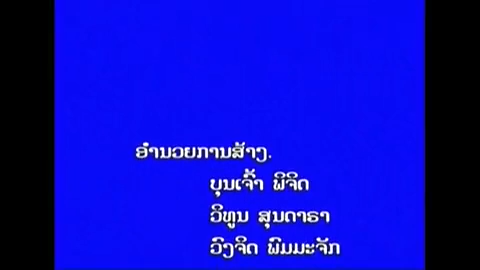 ອຳນວຍການສ້າງ.
ບຸນເຈົ້າ ພິຈິດ
ວິທູນ ສຸນດາຣາ
ວົງຈິດ ພົມມະຈັກ